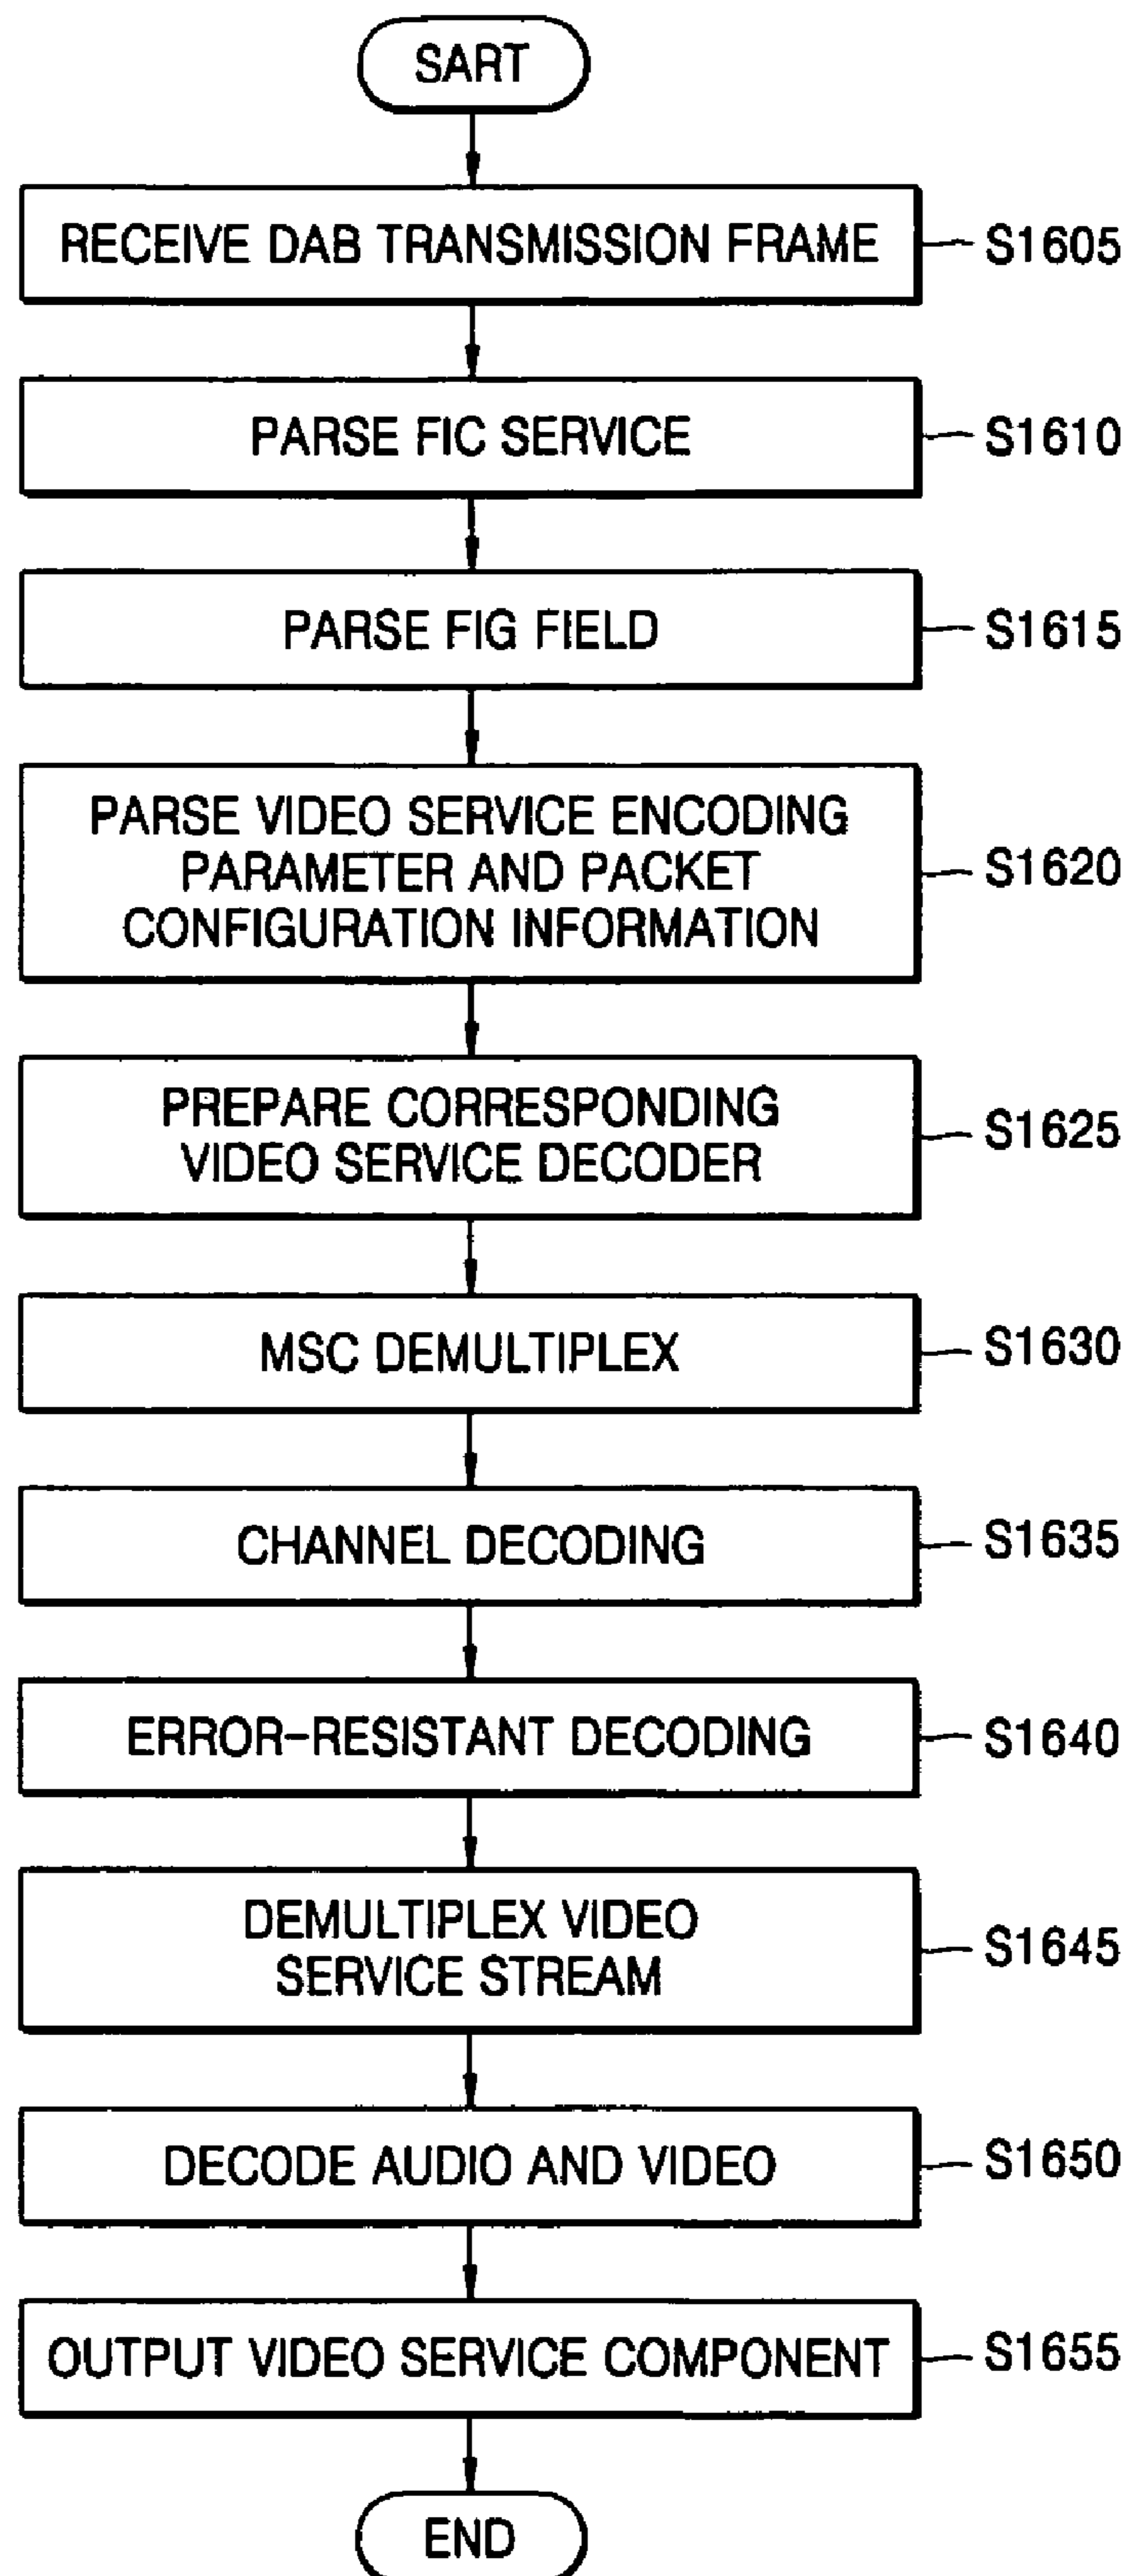 SART
RECEIVE DAB TRANSMISSION FRAME
S1605
PARSE FIC SERVICE
S1610
PARSE FIG FIELD
S1615
PARSE VIDEO SERVICE ENCODING
PARAMETER AND PACKET
CONFIGURATION INFORMATION
S1620
PREPARE CORRESPONDING
VIDEO SERVICE DECODER
S1625
MSC DEMULTIPLEX
S1630
CHANNEL DECODING
S1635
ERROR-RESISTANT DECODING
S1640
DEMULTIPLEX VIDEO
SERVICE STREAM
S1645
DECODE AUDIO AND VIDEO
S1650
OUTPUT VIDEO SERVICE COMPONENT
S1655
END